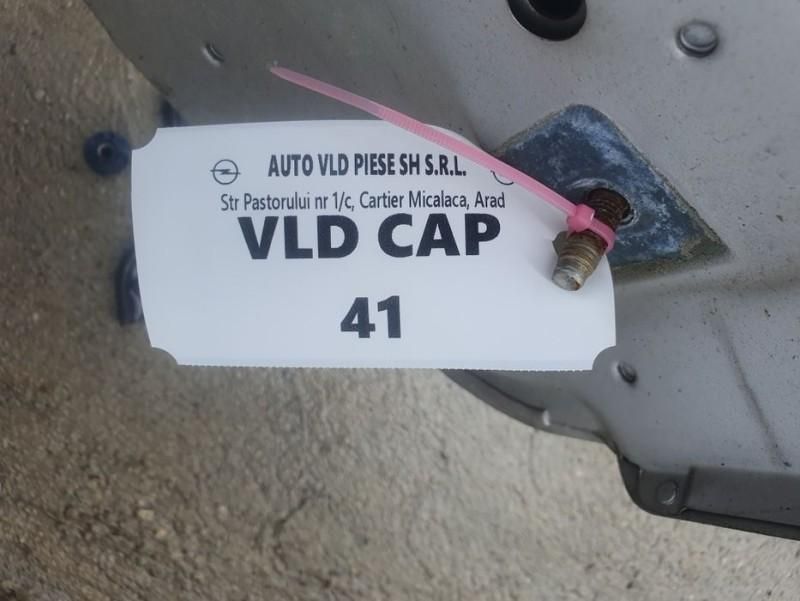 AUTO VLD PIESE SH S.R.L.
Str Pastorului nr 1/c, Cartier Micalaca, Arad
VLD CAP
41